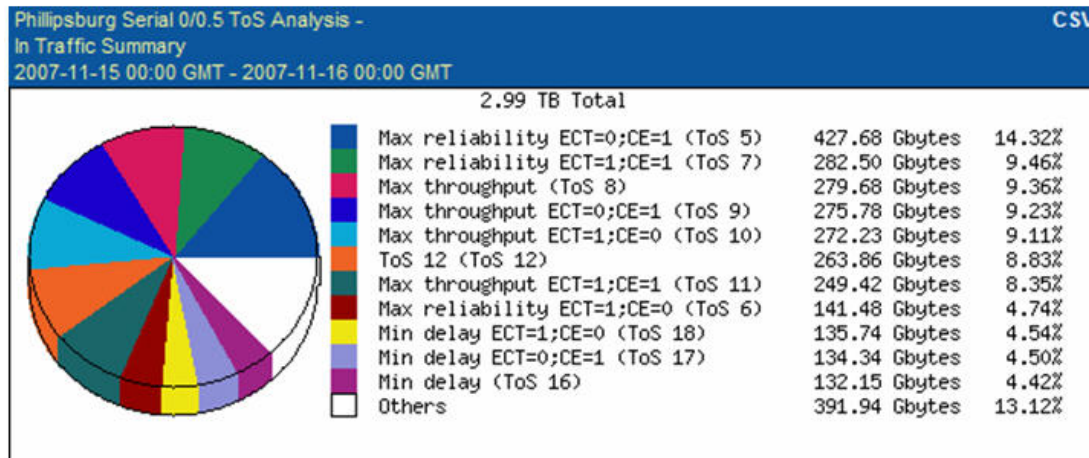 Phillipsburg Serial 0/0.5 ToS Analysis -
CSV
In Traffic Summary
2007-11-15 00:00 GMT - 2007-11-16 00:00 GMT
2.99 TB Total
Max reliability ECT=0;CE=1 (ToS 5) 427.68 Gbytes 14.32%
Max reliability ECT=1;CE=1 (ToS 7) 282.50 Gbytes 9.46%
Max throughput (ToS 8) 279.68 Gbytes 9.36%
Max throughput ECT=0;CE=1 (ToS 9) 275.78 Gbytes 9.23%
Max throughput ECT=1;CE=0 (ToS 10) 272.23 Gbytes 9.11%
ToS 12 (ToS 12) 263.86 Gbytes 8.83%
Max throughput ECT=1;CE=1 (ToS 11) 249.42 Gbytes 8.35%
Max reliability ECT=1;CE=0 (ToS 6) 141.48 Gbytes 4.74%
Min delay ECT=1;CE=0 (ToS 18) 135.74 Gbytes 4.54%
Min delay ECT=0;CE=1 (ToS 17) 134.34 Gbytes 4.50%
Min delay (ToS 16) 132.15 Gbytes 4.42%
Others 391.94 Gbytes 13.12%